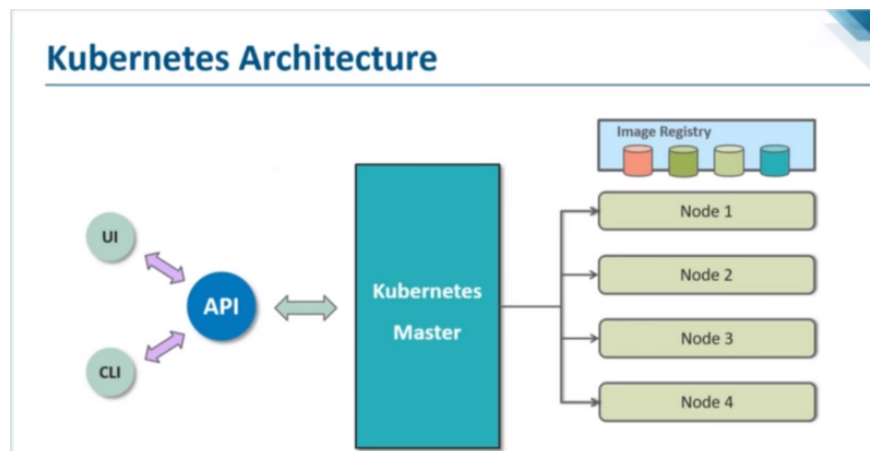 Kubernetes Architecture
Image Registry
Node 1
UI
Node 2
API
Kubernetes
Master
Node 3
CLI
Node 4